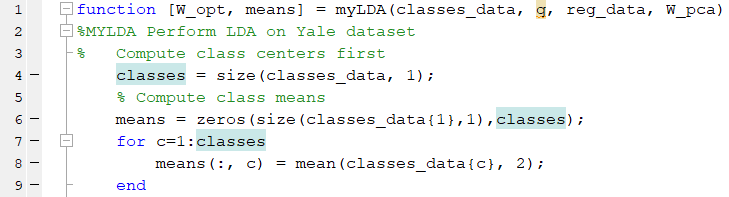 1 function [W_opt, means] = myLDA(classes_data, g, reg_data, W_pca)
2 %MYLDA Perform LDA on Yale dataset
3 % Compute class centers first
4 classes = size(classes_data, 1);
5 % Compute class means
6 means = zeros(size(classes_data{1},1),classes);
7 for c=1:classes
8 means(:, c) = mean(classes_data{c}, 2);
9 end